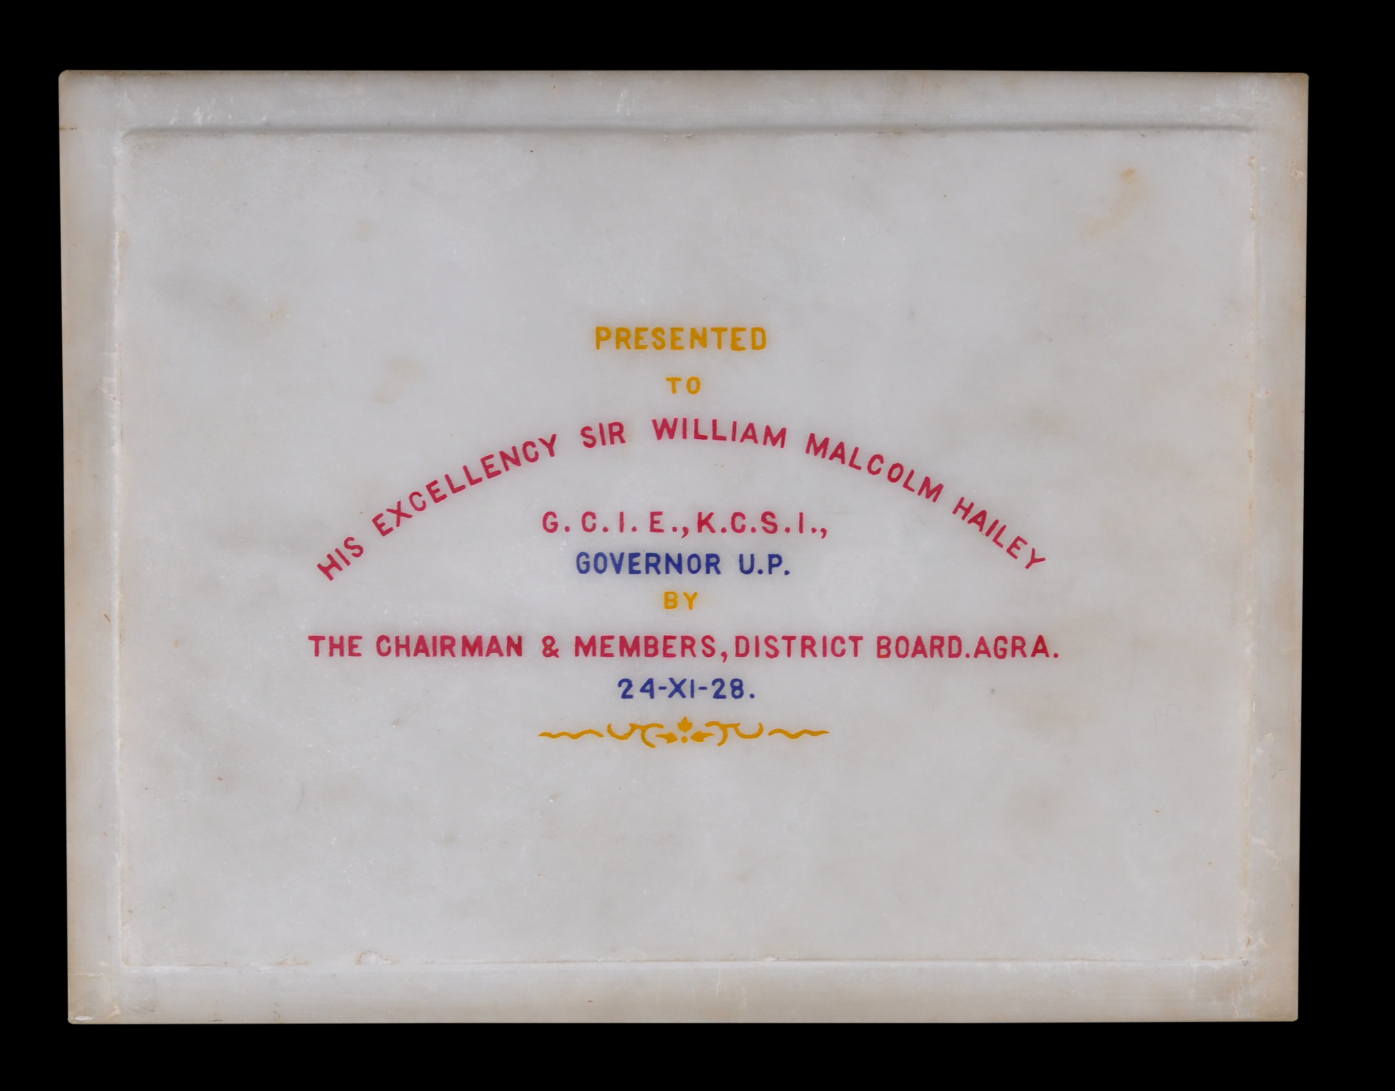 PRESENTED
TO
HIS EXCELLENCY SIR WILLIAM MALCOLM HAILEY
G. C. I. E., K.C.S.I.,
GOVERNOR U.P.
BY
THE CHAIRMAN & MEMBERS, DISTRICT BOARD. AGRA.
24-XI-28.